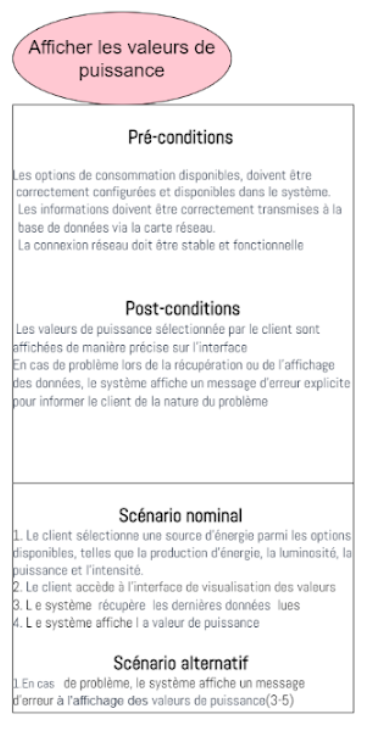 Afficher les valeurs de
puissance
Pré-conditions
Les options de consommation disponibles, doivent être
correctement configurées et disponibles dans le système.
Les informations doivent être correctement transmises à la
base de données via la carte réseau.
La connexion réseau doit être stable et fonctionnelle
Post-conditions
Les valeurs de puissance sélectionnée par le client sont
affichées de manière précise sur l'interface
En cas de problème lors de la récupération ou de l'affichage
des données, le système affiche un message d'erreur explicite
pour informer le client de la nature du problème
Scénario nominal
1. Le client sélectionne une source d'énergie parmi les options
disponibles, telles que la production d'énergie, la luminosité, la
puissance et l'intensité.
2. Le client accède à l'interface de visualisation des valeurs
3. L e système récupère les dernières données lues
4. L e système affiche l a valeur de puissance
Scénario alternatif
1.En cas de problème, le système affiche un message
d'erreur à l'affichage des valeurs de puissance(3-5)